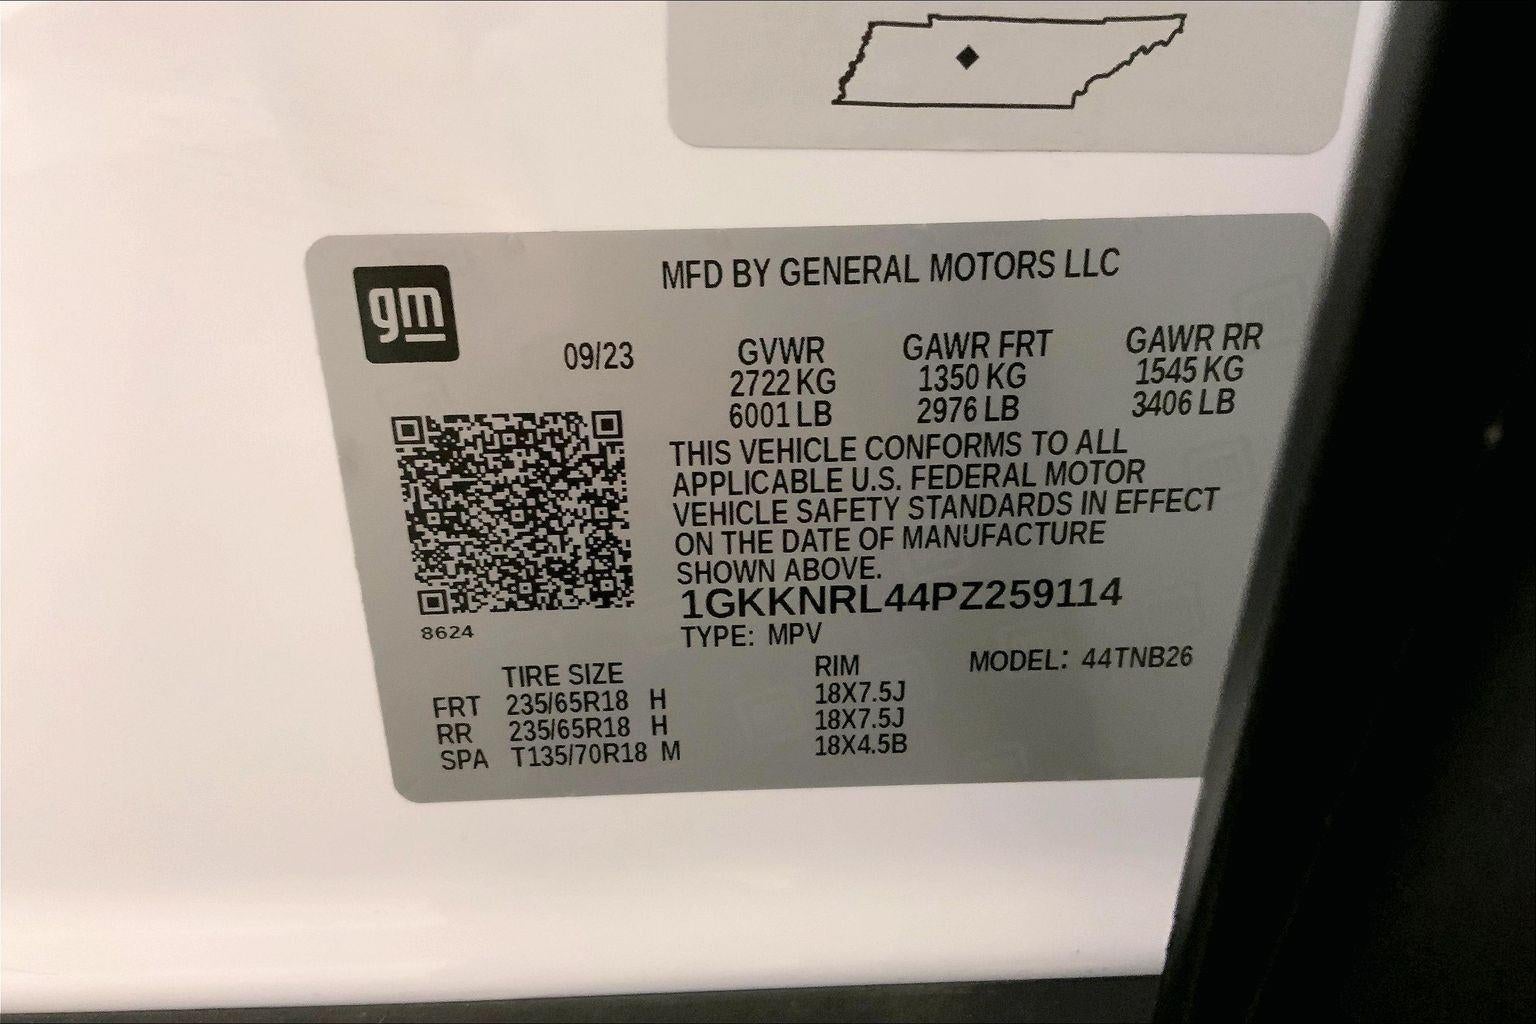 gm
MFD BY GENERAL MOTORS LLC
09/23 GVWR GAWR FRT GAWR RR
2722 KG 1350 KG 1545 KG
6001 LB 2976 LB 3406 LB
THIS VEHICLE CONFORMS TO ALL
APPLICABLE U.S. FEDERAL MOTOR
VEHICLE SAFETY STANDARDS IN EFFECT
ON THE DATE OF MANUFACTURE
SHOWN ABOVE.
1GKKNRL44PZ259114
8624
TYPE: MPV
TIRE SIZE RIM MODEL: 44TNB26
FRT 235/65R18 H 18X7.5J
RR 235/65R18 H 18X7.5J
SPA T135/70R18 M 18X4.5B